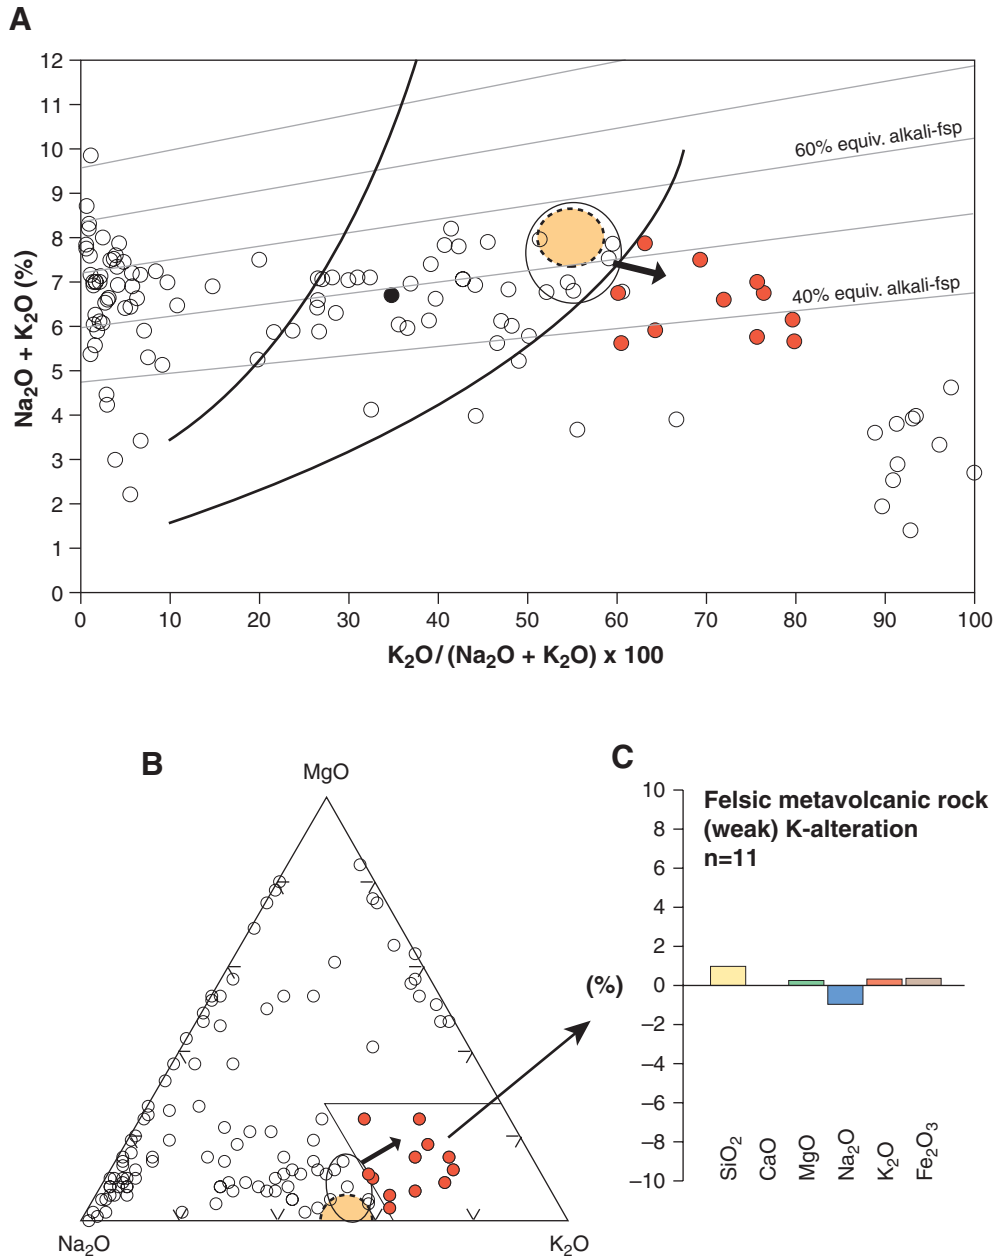 A
12
11
10
9
8
7
6
5
4
3
2
1
0
Na₂O + K₂O (%)
60% equiv. alkali-fsp
40% equiv. alkali-fsp
0 10 20 30 40 50 60 70 80 90 100
K₂O/(Na₂O + K₂O) x 100
B
MgO
Na₂O
K₂O
C
10
8
6
4
2
0
–2
–4
–6
–8
–10
(%)
Felsic metavolcanic rock
(weak) K-alteration
n=11
SiO₂
CaO
MgO
Na₂O
K₂O
Fe₂O₃